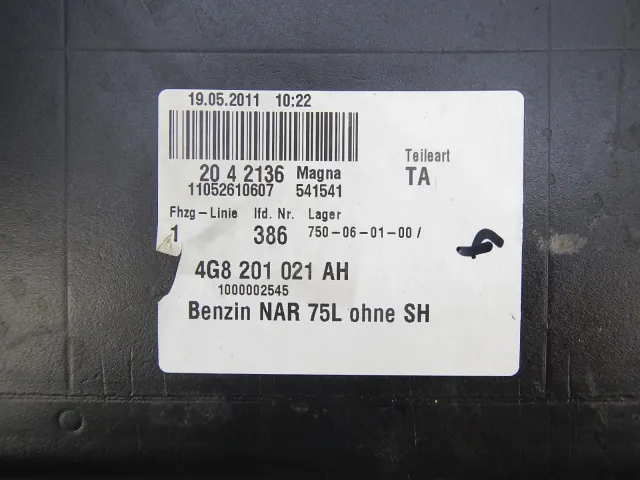 19.05.2011 10:22
20 4 2136 Magna
11052610607 541541
Teileart
TA
Fhzg-Linie lfd. Nr. Lager
1 386 750-06-01-00 /
4G8 201 021 AH
1000002545
Benzin NAR 75L ohne SH